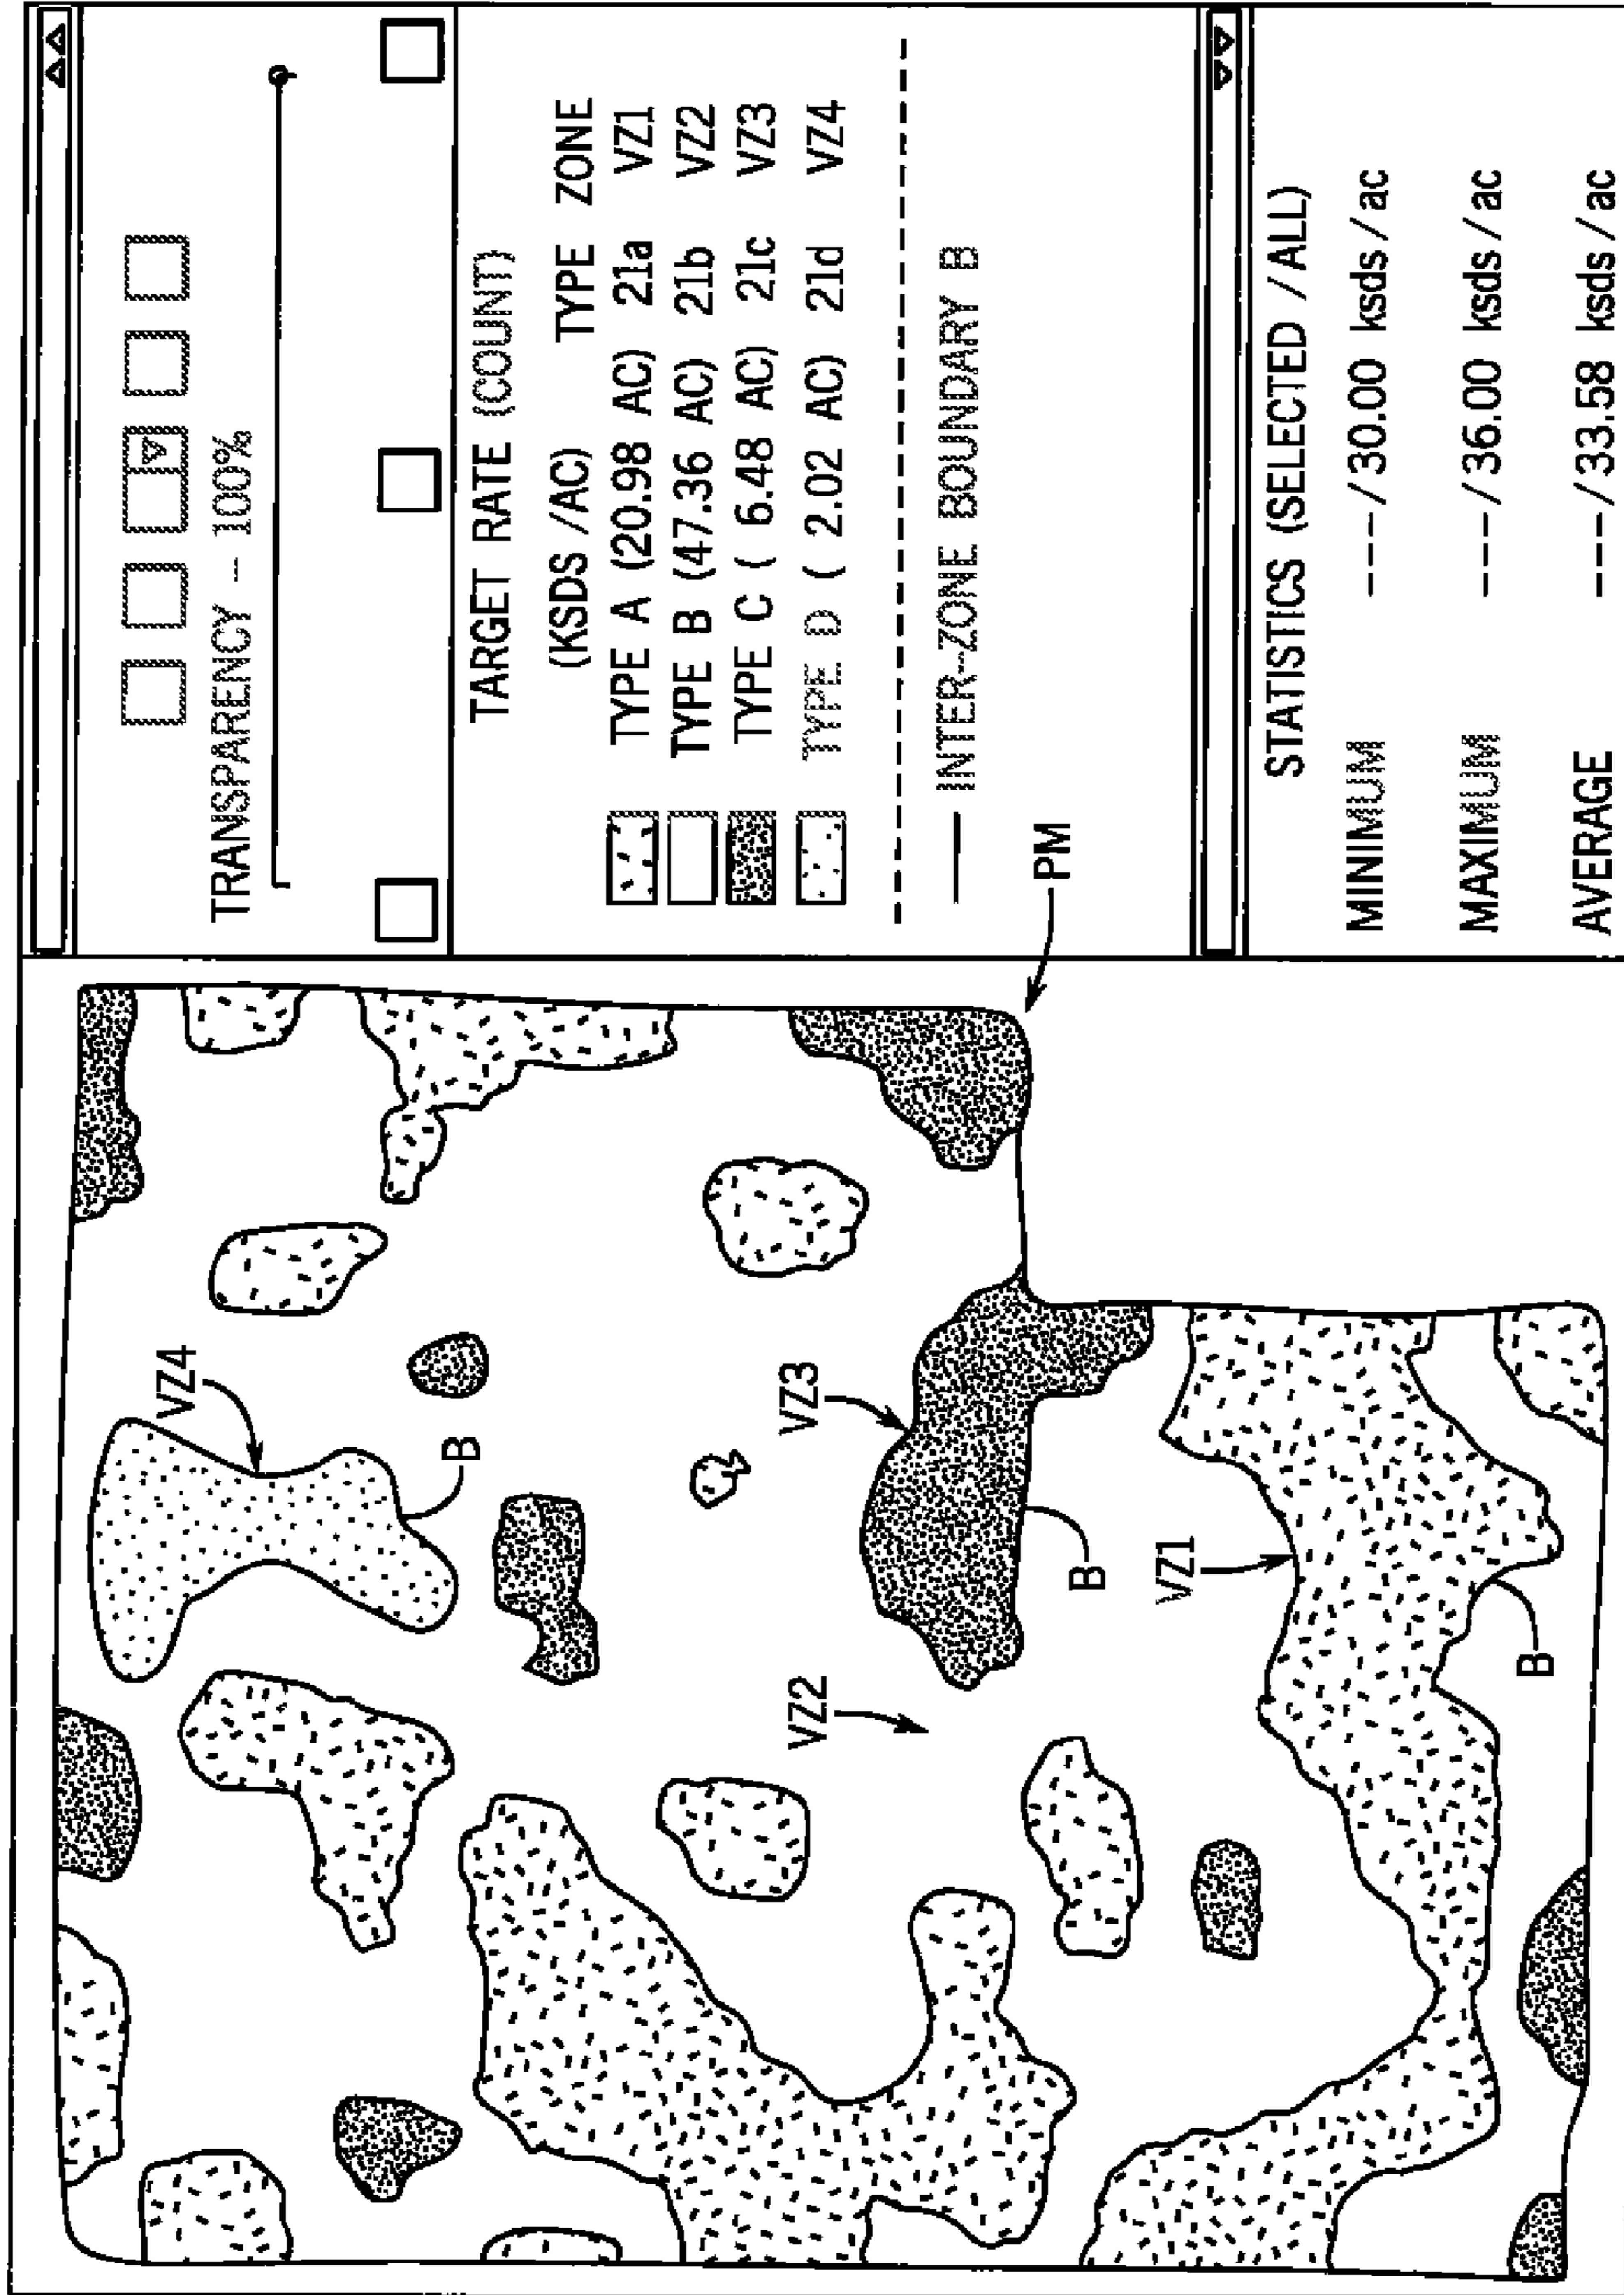 VZ4
B
VZ3
B
VZ2
VZ1
B
PM
TRANSPARENCY - 100%
TARGET RATE (COUNT)
(KSDS /AC) TYPE ZONE
TYPE A (20.98 AC) 21a VZ1
TYPE B (47.36 AC) 21b VZ2
TYPE C ( 6.48 AC) 21c VZ3
TYPE D ( 2.02 AC) 21d VZ4
INTER-ZONE BOUNDARY B
STATISTICS (SELECTED /ALL)
MINIMUM ---/30.00 ksds/ac
MAXIMUM ---/36.00 ksds/ac
AVERAGE ---/33.58 ksds/ac